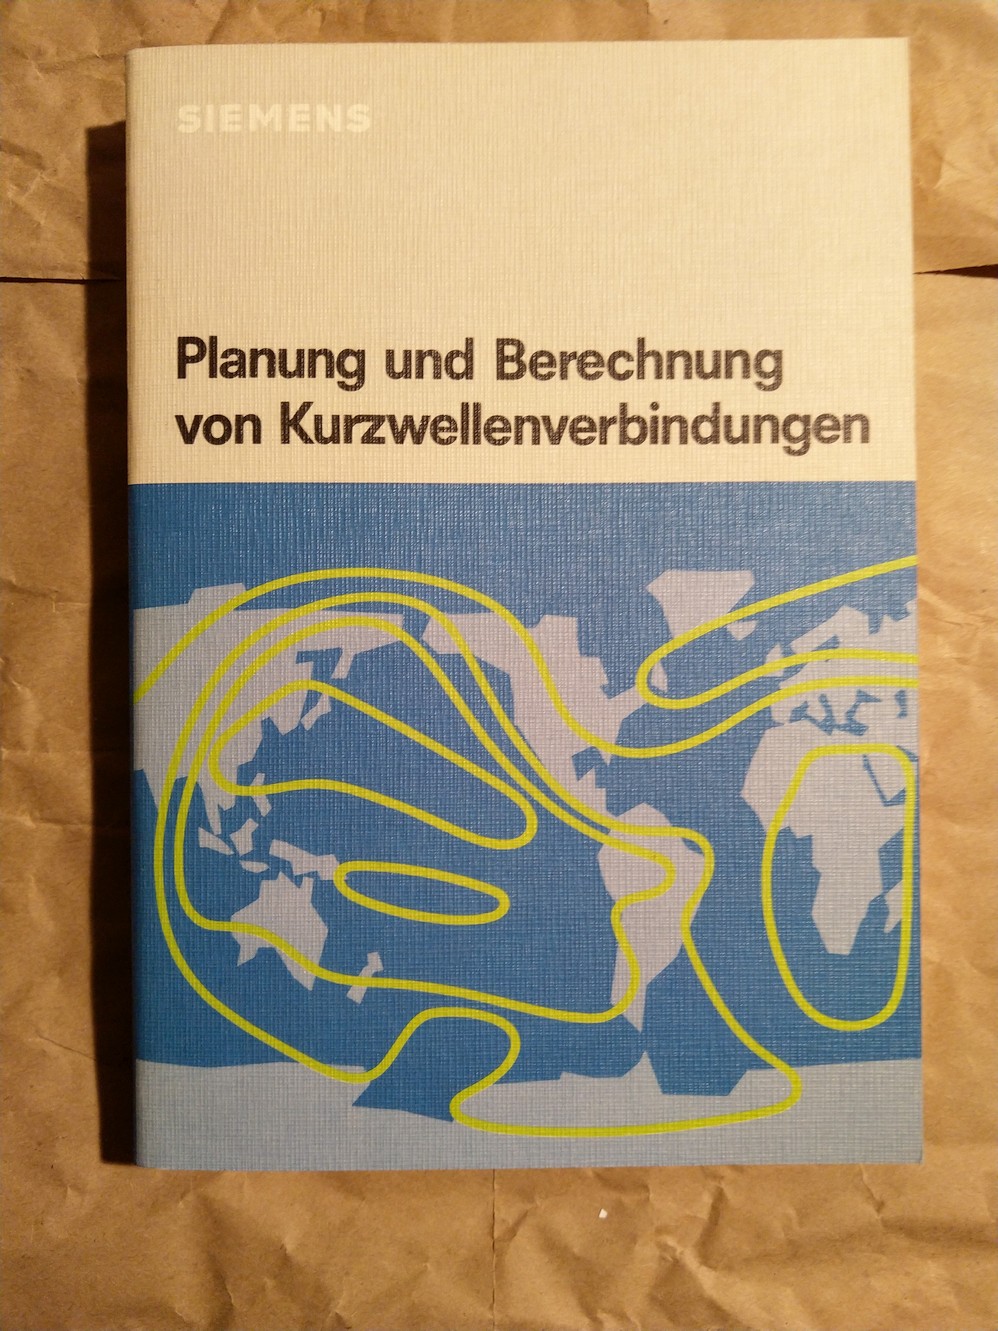 SIEMENS
Planung und Berechnung
von Kurzwellenverbindungen